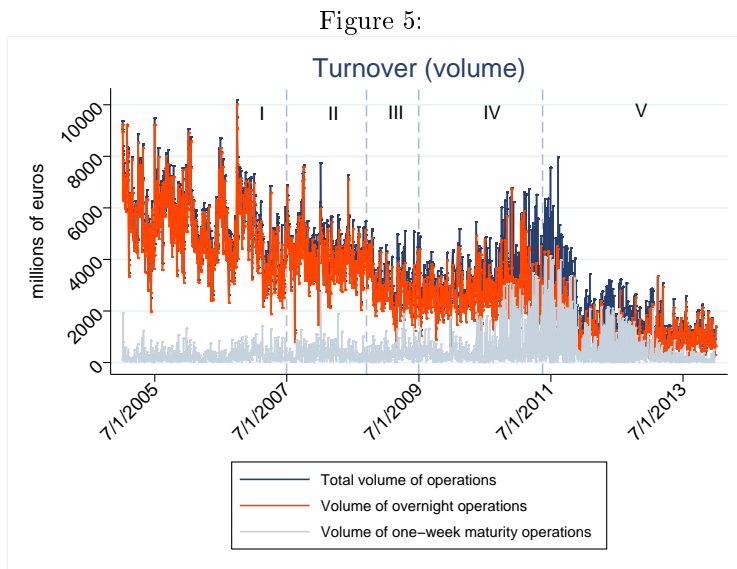 Figure 5:
Turnover (volume)
I II III IV V
millions of euros
10000
8000
6000
4000
2000
0
7/1/2005 7/1/2007 7/1/2009 7/1/2011 7/1/2013
Total volume of operations
Volume of overnight operations
Volume of one−week maturity operations